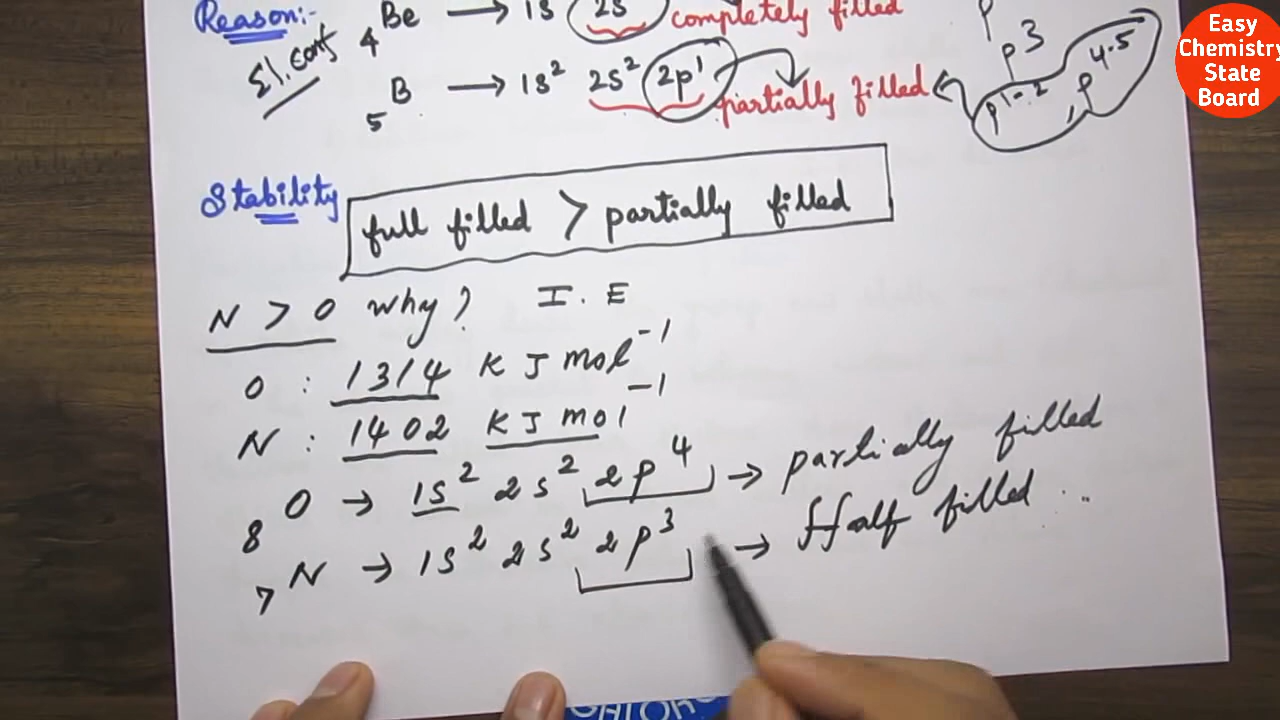 Reason:-
El. conf
4Be → 1s 2s completely filled
5B → 1s² 2s² 2p¹ partially filled
p
p³
p¹⁻², p⁴·⁵
Stability
full filled > partially filled
N > O why? I. E
O : 1314 KJ mol⁻¹
N : 1402 KJ mol⁻¹
8O → 1s² 2s² 2p⁴ → partially filled
7N → 1s² 2s² 2p³ → Half filled
Easy
Chemistry
State
Board